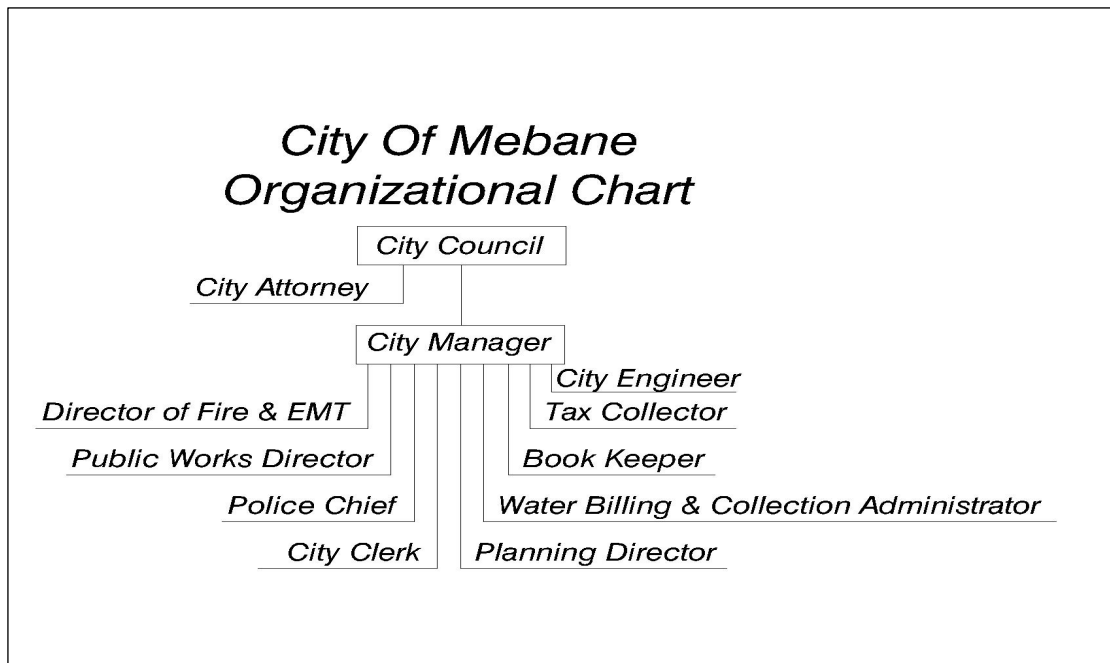 City Of Mebane
Organizational Chart
City Council
City Attorney
City Manager
City Engineer
Director of Fire & EMT
Tax Collector
Public Works Director
Book Keeper
Police Chief
Water Billing & Collection Administrator
City Clerk
Planning Director